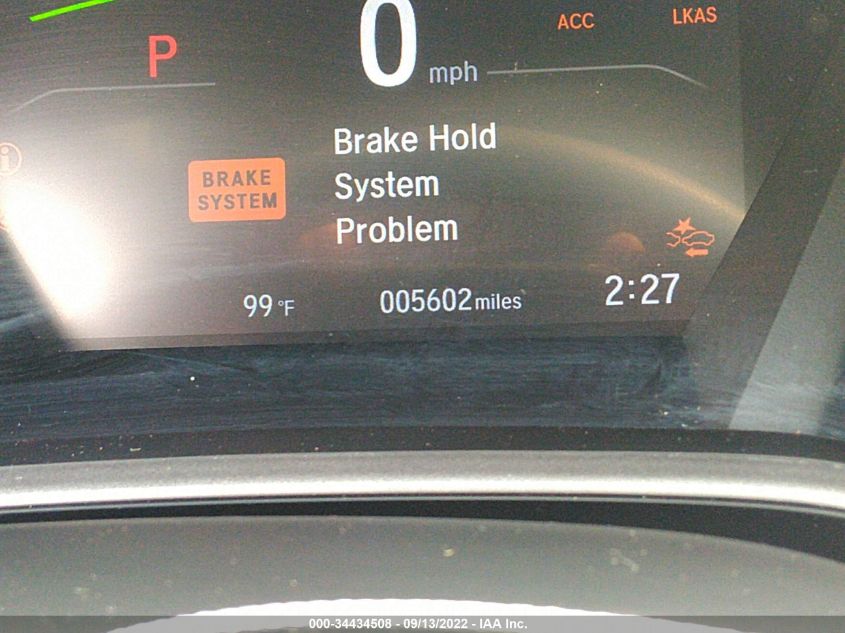 ACC LKAS
P 0 mph
Brake Hold
BRAKE System
SYSTEM Problem
99 °F 005602 miles 2:27
000-34434508 - 09/13/2022 - IAA Inc.